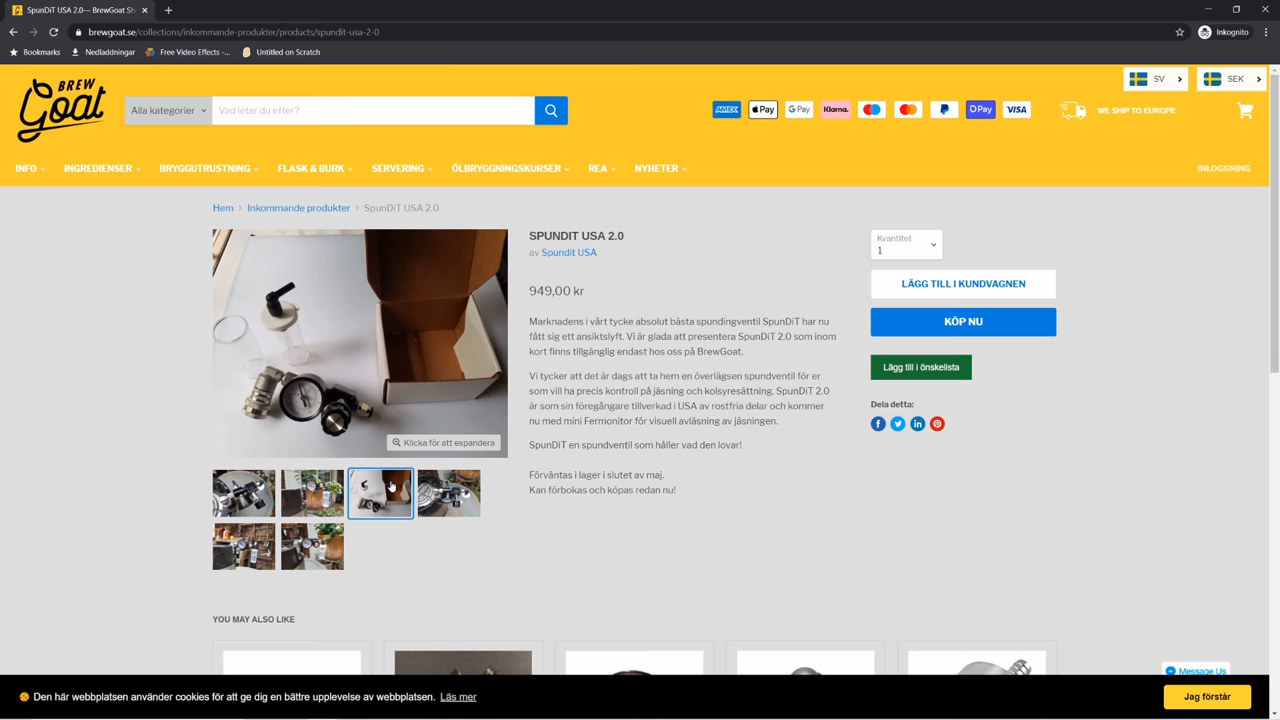 SpunDiT USA 2.0— BrewGoat Sh
brewgoat.se/collections/inkommande-produkter/products/spundit-usa-2-0
Inkognito
Bookmarks
Nedladdningar
Free Video Effects -...
Untitled on Scratch
SV
SEK
BREW
Goat
Alla kategorier
Vad letar du efter?
AMEX
Pay
G Pay
Klarna.
Pay
VISA
WE SHIP TO EUROPE
INFO
INGREDIENSER
BRYGGUTRUSTNING
FLASK & BURK
SERVERING
ÖLBRYGGNINGSKURSER
REA
NYHETER
INLOGGNING
Hem > Inkommande produkter > SpunDiT USA 2.0
Klicka för att expandera
SPUNDIT USA 2.0
av Spundit USA
949,00 kr
Marknadens i vårt tycke absolut bästa spundingventil SpunDiT har nu
fått sig ett ansiktslyft. Vi är glada att presentera SpunDiT 2.0 som inom
kort finns tillgänglig endast hos oss på BrewGoat.
Vi tycker att det är dags att ta hem en överlägsen spundventil för er
som vill ha precis kontroll på jäsning och kolsyresättning. SpunDiT 2.0
är som sin föregångare tillverkad i USA av rostfria delar och kommer
nu med mini Fermonitor för visuell avläsning av jäsningen.
SpunDiT en spundventil som håller vad den lovar!
Förväntas i lager i slutet av maj.
Kan förbokas och köpas redan nu!
Kvantitet
1
LÄGG TILL I KUNDVAGNEN
KÖP NU
Lägg till i önskelista
Dela detta:
YOU MAY ALSO LIKE
Message Us
Den här webbplatsen använder cookies för att ge dig en bättre upplevelse av webbplatsen. Läs mer
Jag förstår